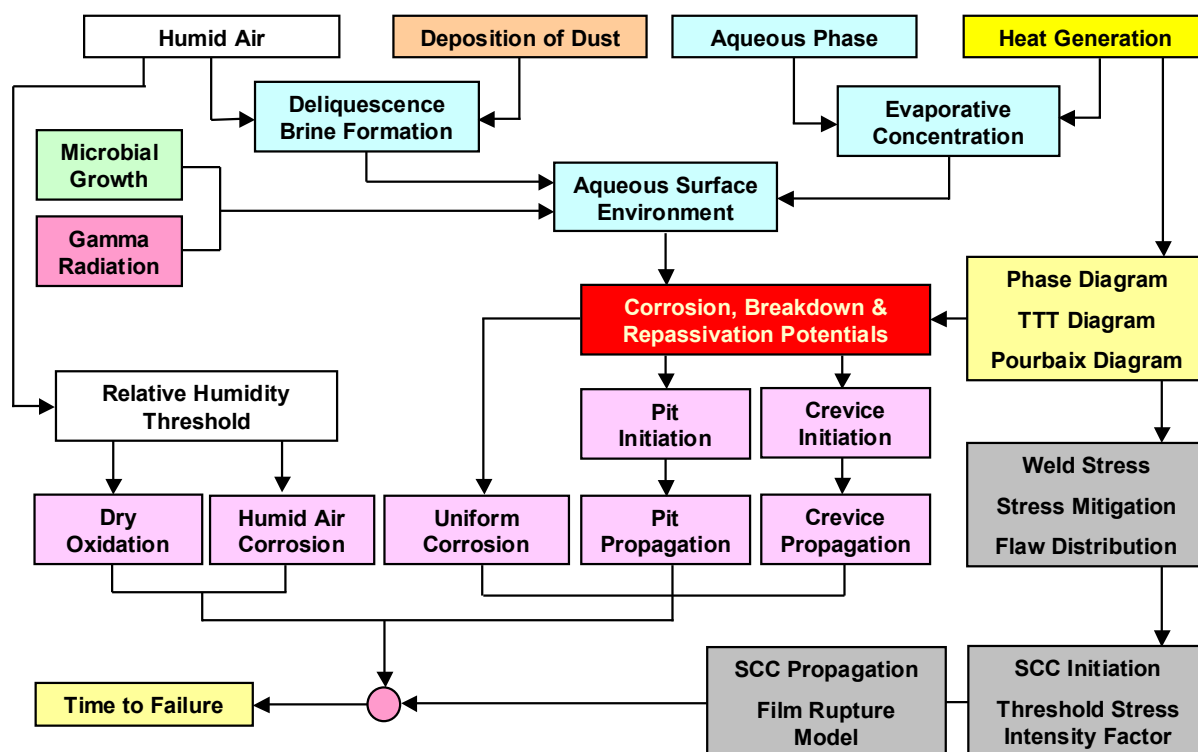 Humid Air
Deposition of Dust
Aqueous Phase
Heat Generation
Deliquescence
Brine Formation
Evaporative
Concentration
Microbial
Growth
Aqueous Surface
Environment
Gamma
Radiation
Phase Diagram
TTT Diagram
Pourbaix Diagram
Corrosion, Breakdown &
Repassivation Potentials
Relative Humidity
Threshold
Pit
Initiation
Crevice
Initiation
Weld Stress
Stress Mitigation
Flaw Distribution
Dry
Oxidation
Humid Air
Corrosion
Uniform
Corrosion
Pit
Propagation
Crevice
Propagation
SCC Propagation
Film Rupture
Model
SCC Initiation
Threshold Stress
Intensity Factor
Time to Failure